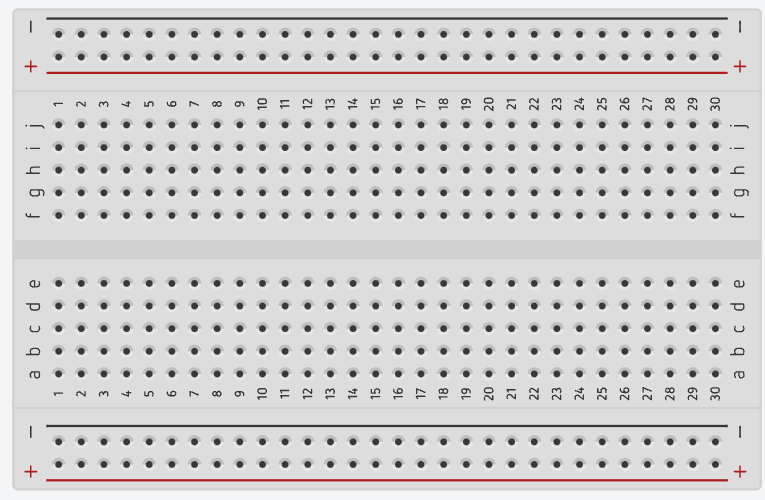 − −
+ +
1 2 3 4 5 6 7 8 9 10 11 12 13 14 15 16 17 18 19 20 21 22 23 24 25 26 27 28 29 30
j j
i i
h h
g g
f f
e e
d d
c c
b b
a a
1 2 3 4 5 6 7 8 9 10 11 12 13 14 15 16 17 18 19 20 21 22 23 24 25 26 27 28 29 30
− −
+ +